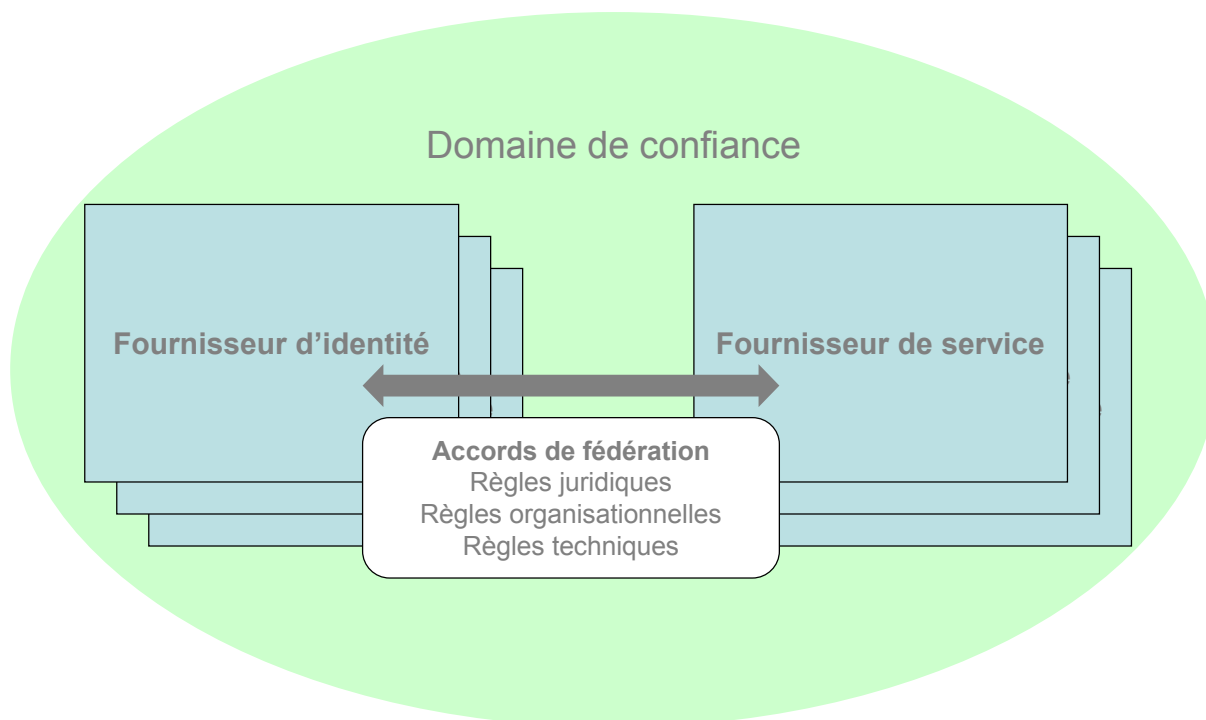 Domaine de confiance
Fournisseur d’identité
Fournisseur de service
Accords de fédération
Règles juridiques
Règles organisationnelles
Règles techniques